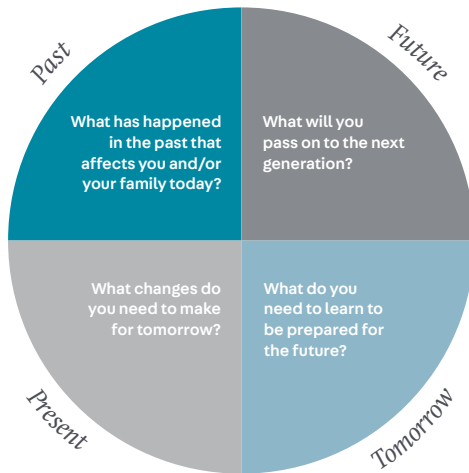 Past
What has happened
in the past that
affects you and/or
your family today?
Future
What will you
pass on to the next
generation?
Present
What changes do
you need to make
for tomorrow?
Tomorrow
What do you
need to learn to
be prepared for
the future?